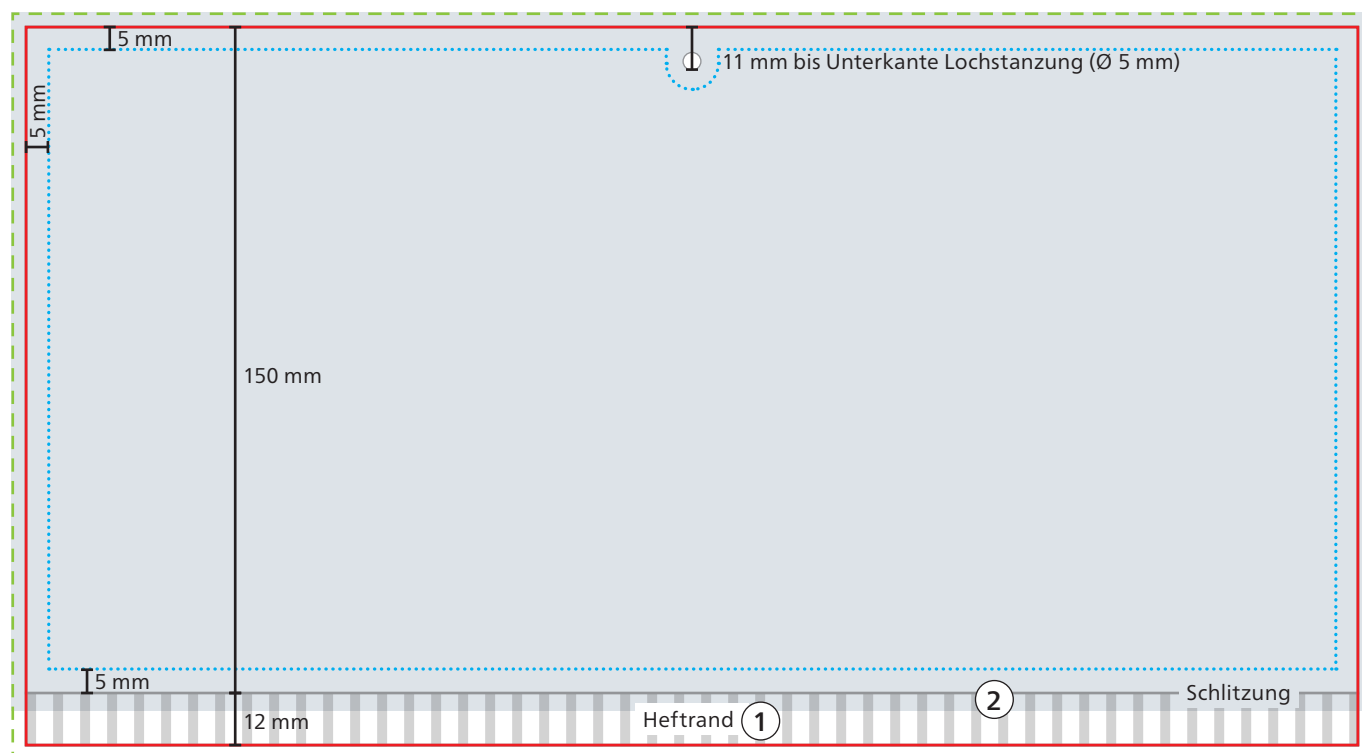 5 mm
11 mm bis Unterkante Lochstanzung (Ø 5 mm)
5 mm
150 mm
5 mm
2
Schlitzung
12 mm
Heftrand 1